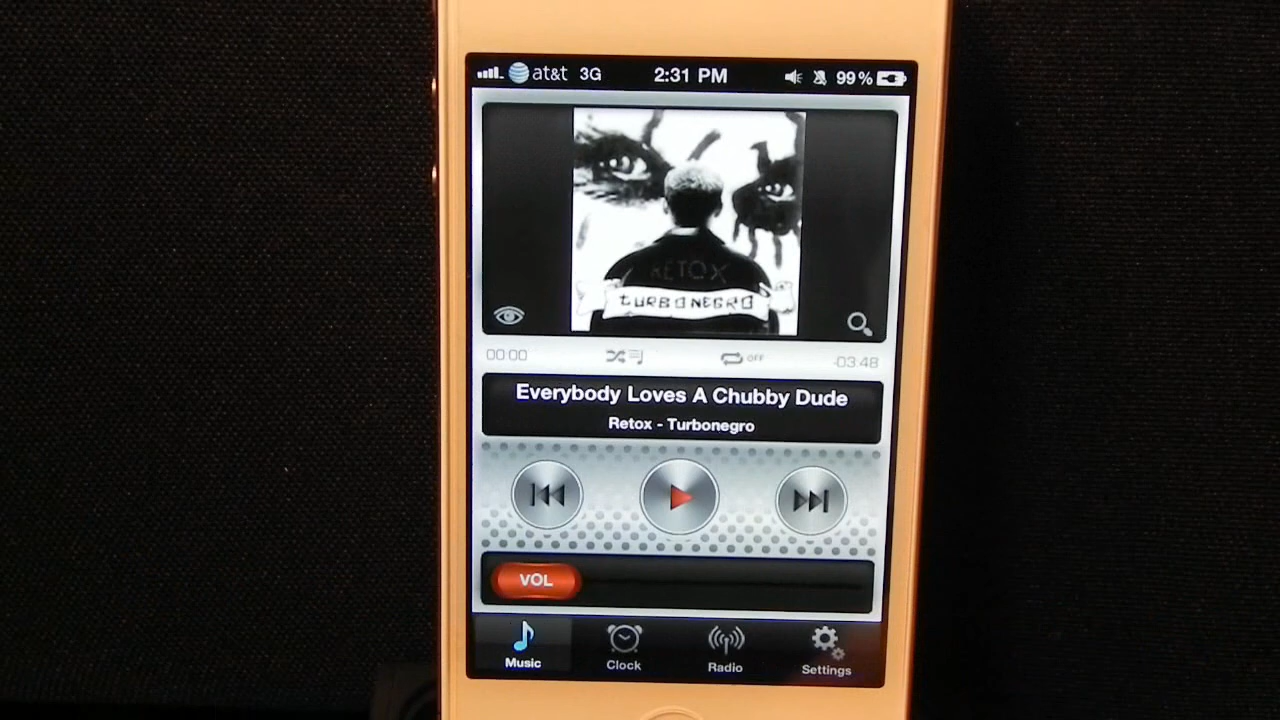 at&t 3G 2:31 PM 99%
RETOX
TURBONEGRO
00:00 OFF -03:48
Everybody Loves A Chubby Dude
Retox - Turbonegro
VOL
Music Clock Radio Settings